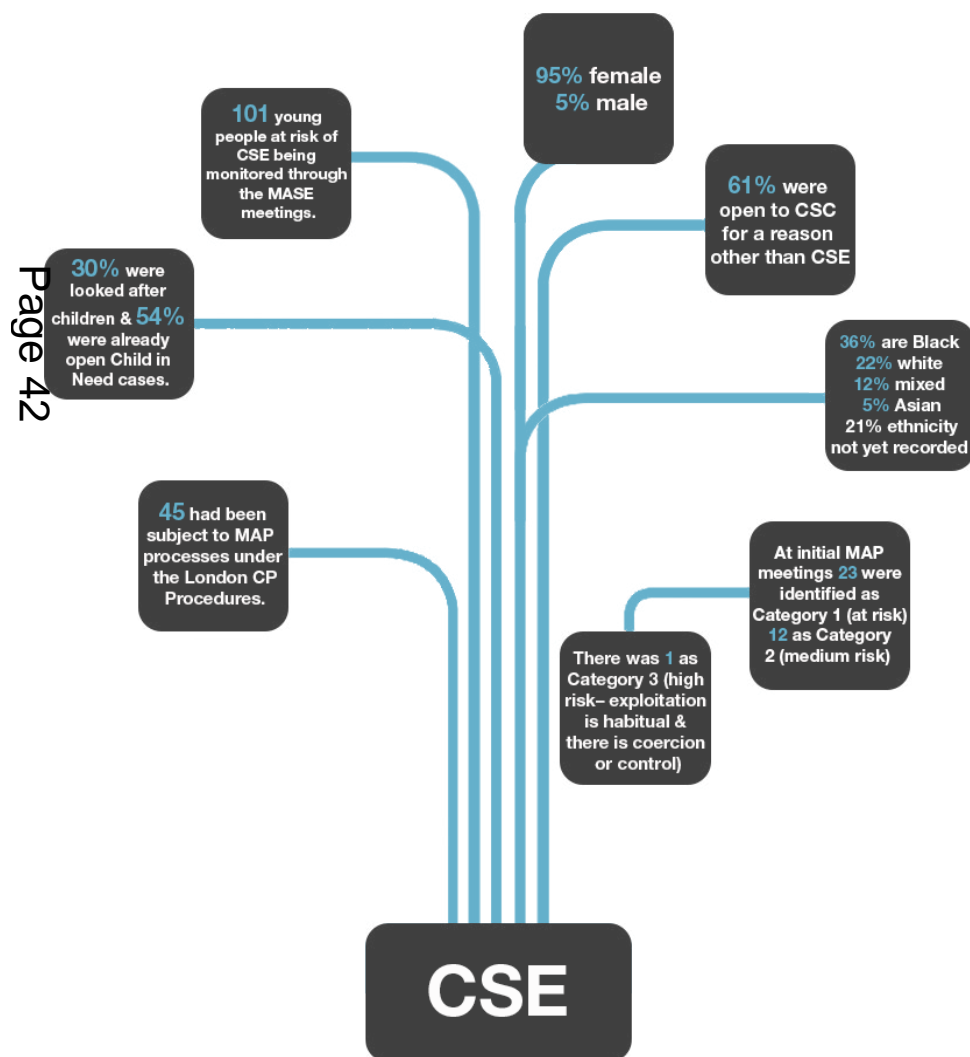 95% female
5% male
101 young
people at risk of
CSE being
monitored through
the MASE
meetings.
61% were
open to CSC
for a reason
other than CSE
30% were
looked after
children & 54%
were already
open Child in
Need cases.
Page 42
36% are Black
22% white
12% mixed
5% Asian
21% ethnicity
not yet recorded
45 had been
subject to MAP
processes under
the London CP
Procedures.
At initial MAP
meetings 23 were
identified as
Category 1 (at risk)
12 as Category
2 (medium risk)
There was 1 as
Category 3 (high
risk– exploitation
is habitual &
there is coercion
or control)
CSE